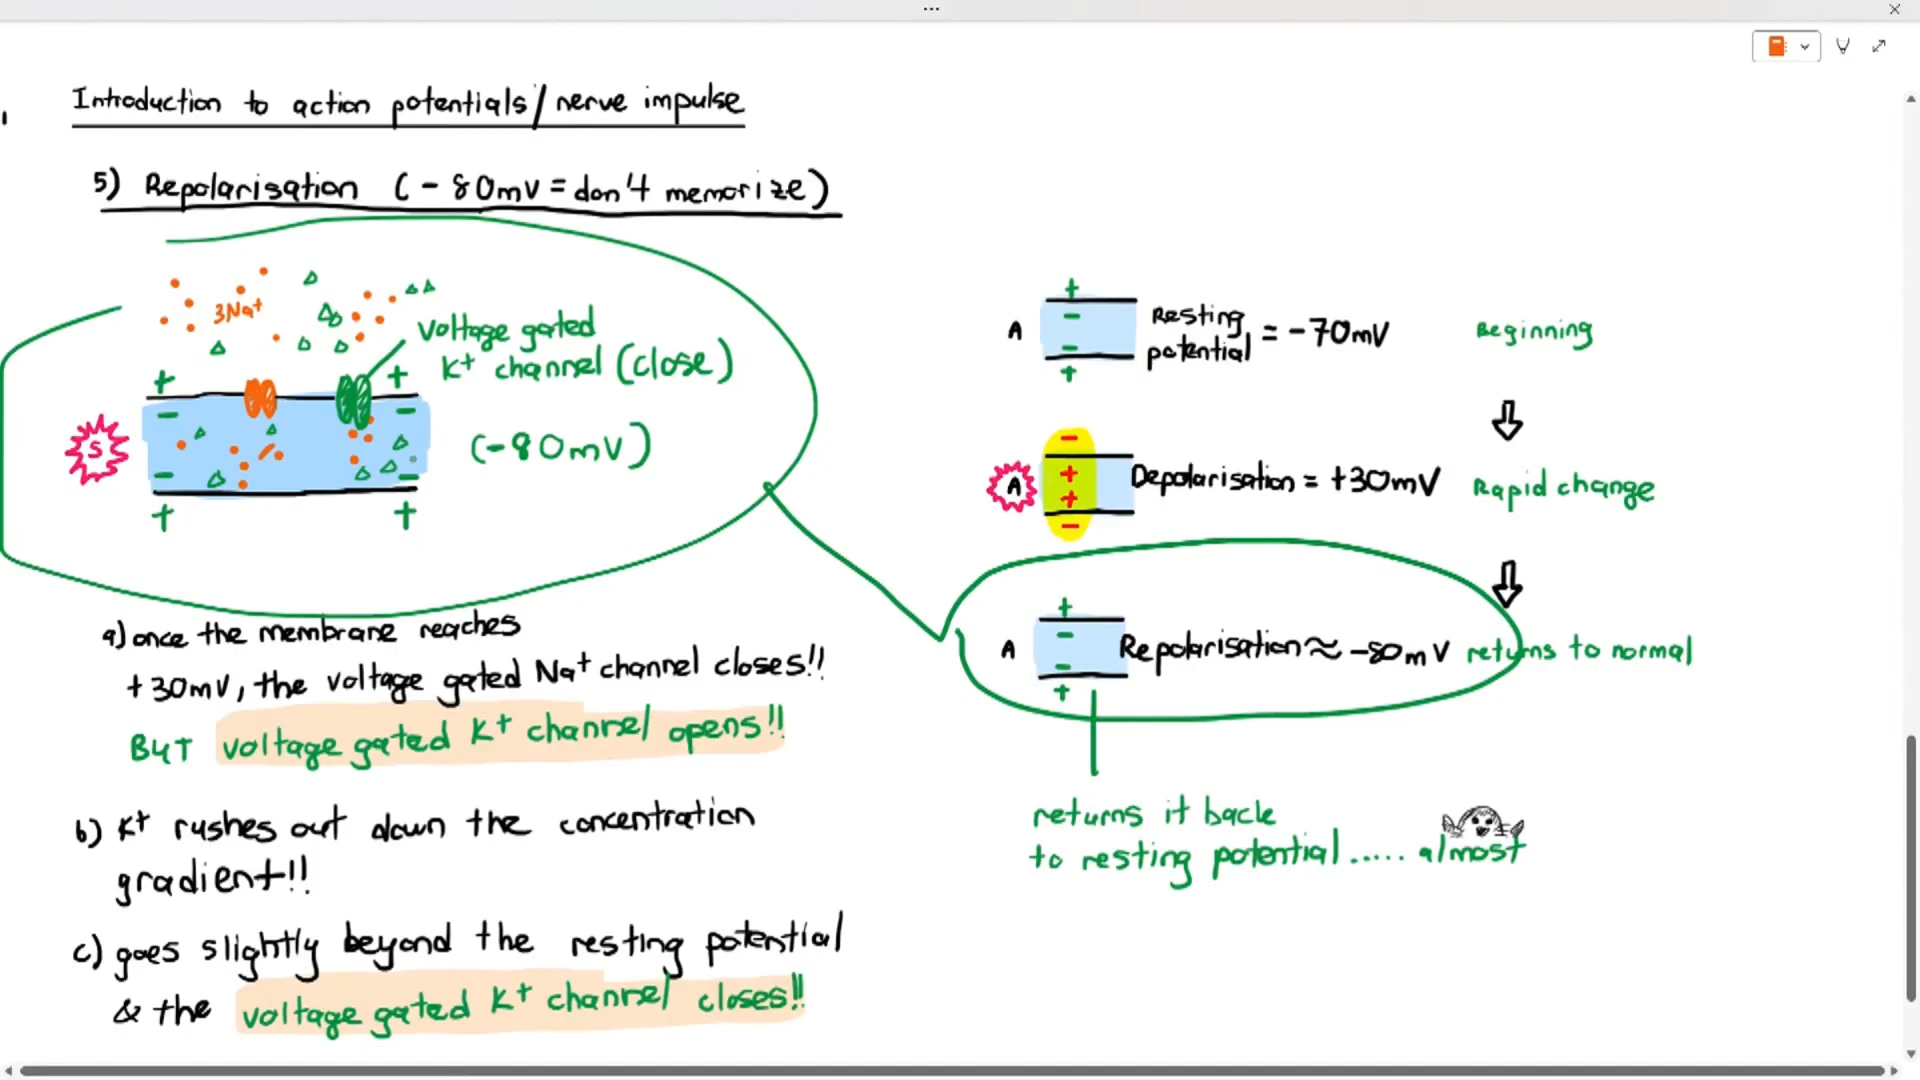 Introduction to action potentials/nerve impulse
5) Repolarisation (-80mV = don't memorize)
3Na+
Voltage gated
K+ channel (close)
+ +
- -
S
(-80mV)
- -
+ +
a) once the membrane reaches
+30mV, the voltage gated Na+ channel closes!!
BUT voltage gated K+ channel opens!!
b) K+ rushes out down the concentration
gradient!!
c) goes slightly beyond the resting potential
& the voltage gated K+ channel closes!!
+
-
A
-
+
Resting
potential = -70mV
Beginning
-
+
A
+
-
Depolarisation = +30mV
Rapid change
+
-
A
-
+
Repolarisation ≈ -80mV
returns to normal
returns it back
to resting potential ..... almost